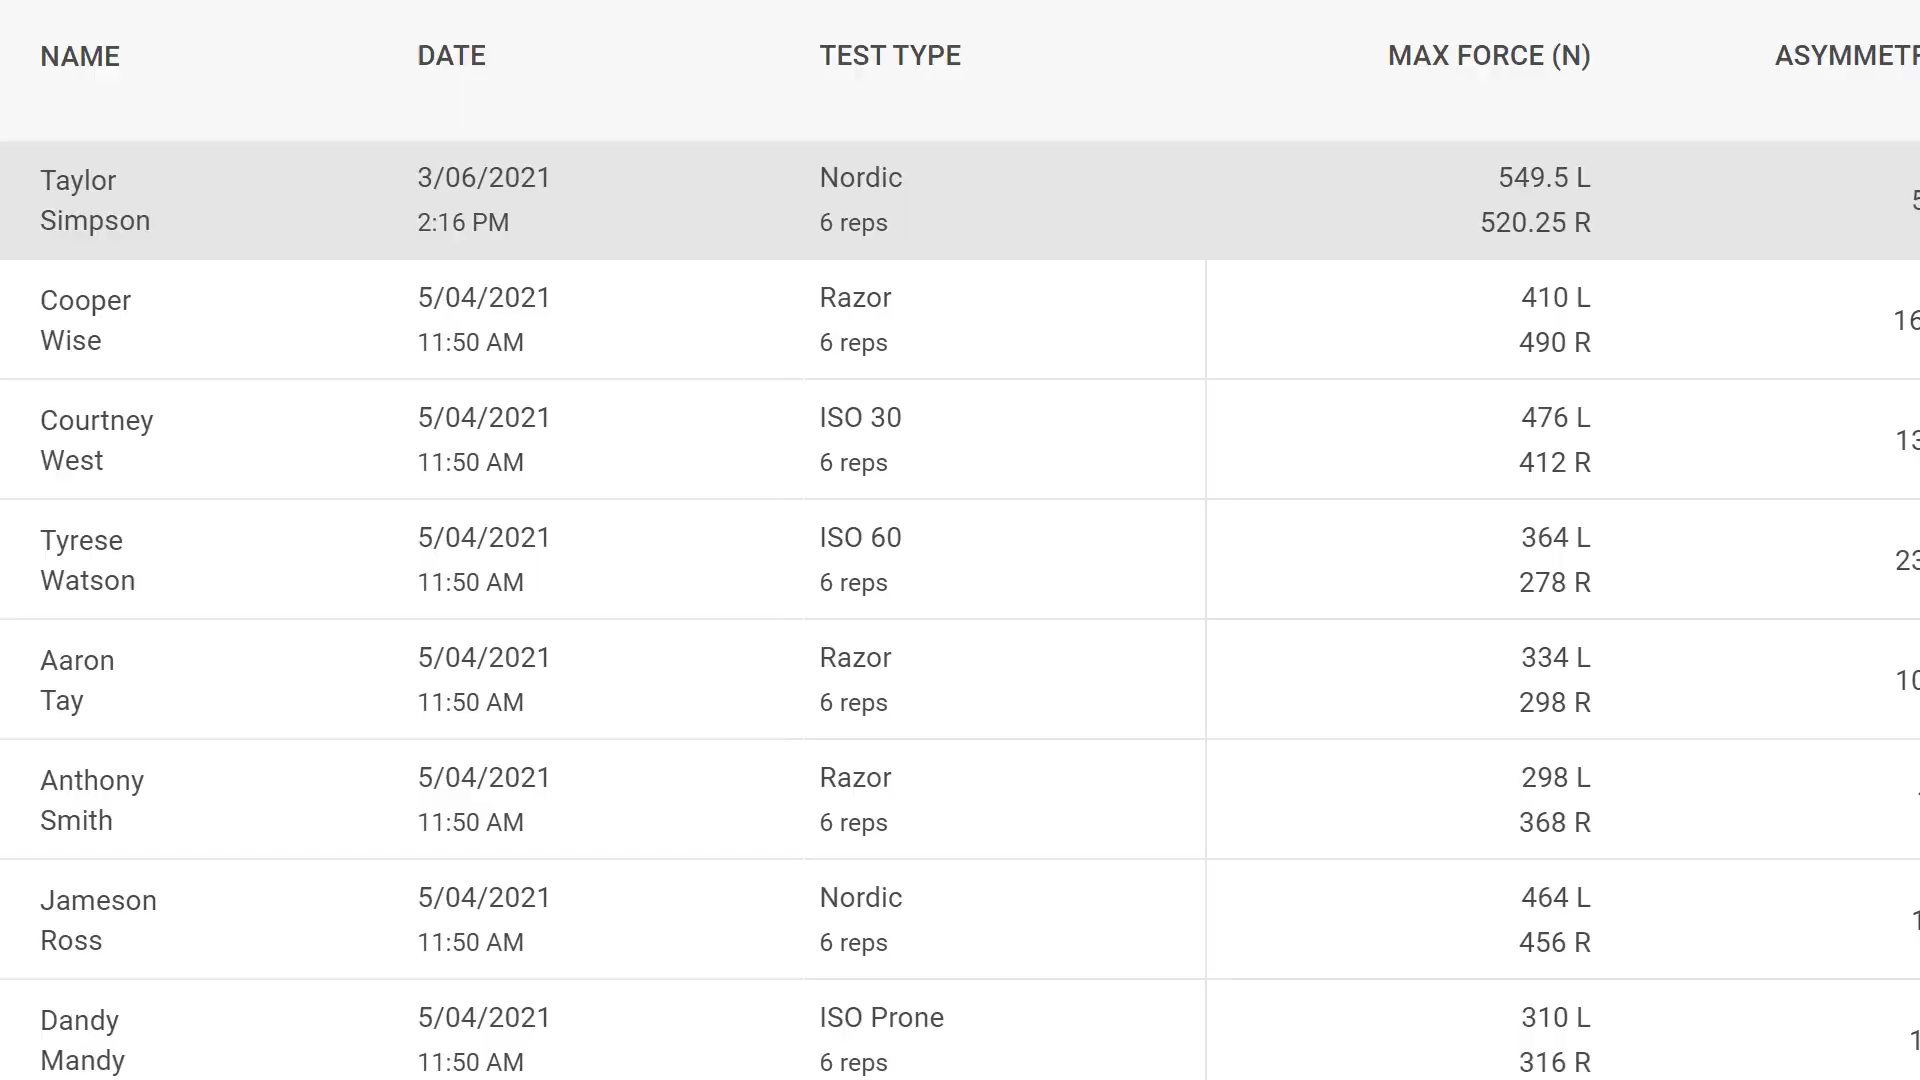 NAME DATE TEST TYPE MAX FORCE (N)
Taylor 3/06/2021 Nordic 549.5 L
Simpson 2:16 PM 6 reps 520.25 R
Cooper 5/04/2021 Razor 410 L
Wise 11:50 AM 6 reps 490 R
Courtney 5/04/2021 ISO 30 476 L
West 11:50 AM 6 reps 412 R
Tyrese 5/04/2021 ISO 60 364 L
Watson 11:50 AM 6 reps 278 R
Aaron 5/04/2021 Razor 334 L
Tay 11:50 AM 6 reps 298 R
Anthony 5/04/2021 Razor 298 L
Smith 11:50 AM 6 reps 368 R
Jameson 5/04/2021 Nordic 464 L
Ross 11:50 AM 6 reps 456 R
Dandy 5/04/2021 ISO Prone 310 L
Mandy 11:50 AM 6 reps 316 R